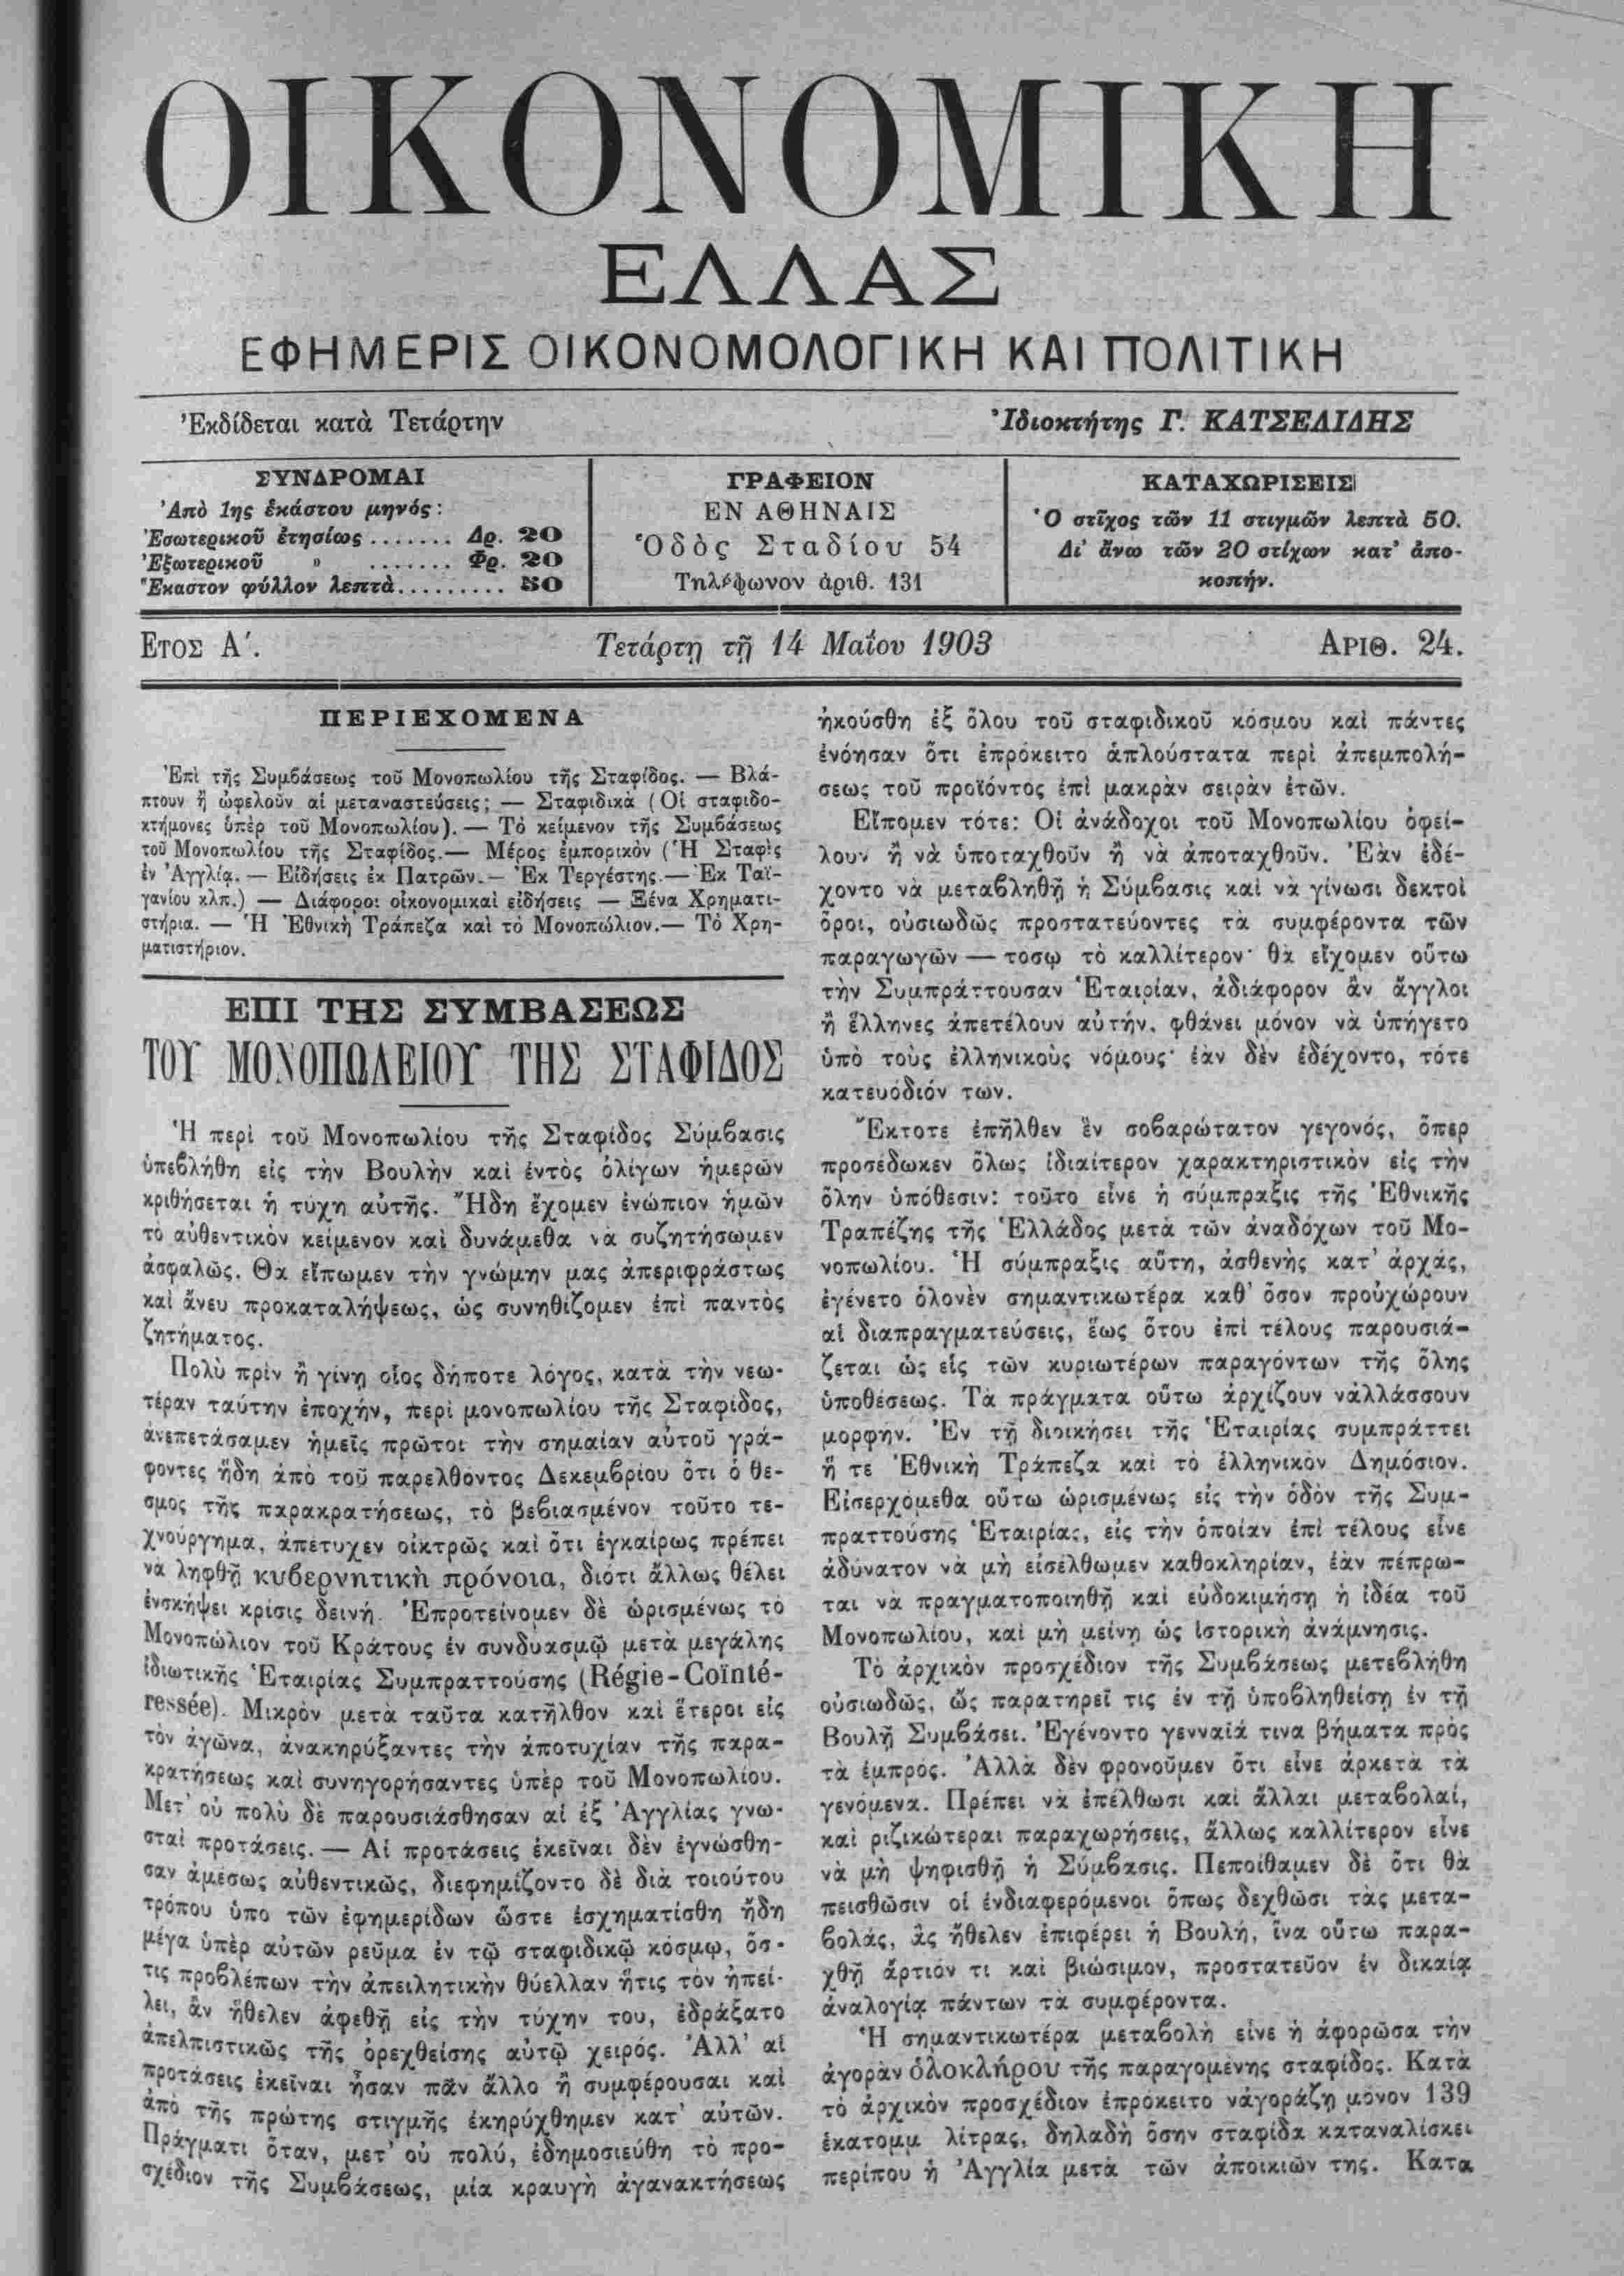 ΟΙΚΟΝΟΜΙΚΗ
ΕΛΛΑΣ
ΕΦΗΜΕΡΙΣ ΟΙΚΟΝΟΜΟΛΟΓΙΚΗ ΚΑΙ ΠΟΛΙΤΙΚΗ
Ἐκδίδεται κατὰ Τετάρτην
Ἰδιοκτήτης Γ. ΚΑΤΣΕΛΙΔΗΣ
ΣΥΝΔΡΟΜΑΙ
Ἀπὸ 1ης ἑκάστου μηνός:
Ἐσωτερικοῦ ἐτησίως ....... Δρ. 20
Ἐξωτερικοῦ » ....... Φρ. 20
Ἕκαστον φύλλον λεπτὰ......... 50
ΓΡΑΦΕΙΟΝ
ΕΝ ΑΘΗΝΑΙΣ
Ὁδὸς Σταδίου 54
Τηλέφωνον ἀριθ. 131
ΚΑΤΑΧΩΡΙΣΕΙΣ
Ὁ στῖχος τῶν 11 στιγμῶν λεπτὰ 50.
Δι' ἄνω τῶν 20 στίχων κατ' ἀπο-
κοπήν.
ΕΤΟΣ Α'.
Τετάρτῃ τῇ 14 Μαΐου 1903
ΑΡΙΘ. 24.
ΠΕΡΙΕΧΟΜΕΝΑ
Ἐπὶ τῆς Συμβάσεως τοῦ Μονοπωλίου τῆς Σταφίδος. — Βλά-
πτουν ἢ ὠφελοῦν αἱ μεταναστεύσεις; — Σταφιδικὰ (Οἱ σταφιδο-
κτήμονες ὑπὲρ τοῦ Μονοπωλίου). — Τὸ κείμενον τῆς Συμβάσεως
τοῦ Μονοπωλίου τῆς Σταφίδος.— Μέρος ἐμπορικὸν (Ἡ Σταφὶς
ἐν Ἀγγλίᾳ. — Εἰδήσεις ἐκ Πατρῶν.— Ἐκ Τεργέστης.— Ἐκ Ταϊ-
γανίου κλπ.) — Διάφοροι οἰκονομικαὶ εἰδήσεις — Ξένα Χρηματι-
στήρια. — Ἡ Ἐθνικὴ Τράπεζα καὶ τὸ Μονοπώλιον.— Τὸ Χρη-
ματιστήριον.
ΕΠΙ ΤΗΣ ΣΥΜΒΑΣΕΩΣ
ΤΟΥ ΜΟΝΟΠΩΛΕΙΟΥ ΤΗΣ ΣΤΑΦΙΔΟΣ
Ἡ περὶ τοῦ Μονοπωλίου τῆς Σταφίδος Σύμβασις
ὑπεβλήθη εἰς τὴν Βουλὴν καὶ ἐντὸς ὀλίγων ἡμερῶν
κριθήσεται ἡ τύχη αὐτῆς. Ἤδη ἔχομεν ἐνώπιον ἡμῶν
τὸ αὐθεντικὸν κείμενον καὶ δυνάμεθα νὰ συζητήσωμεν
ἀσφαλῶς. Θὰ εἴπωμεν τὴν γνώμην μας ἀπεριφράστως
καὶ ἄνευ προκαταλήψεως, ὡς συνηθίζομεν ἐπὶ παντὸς
ζητήματος.
Πολὺ πρὶν ἢ γίνῃ οἷος δήποτε λόγος, κατὰ τὴν νεω-
τέραν ταύτην ἐποχήν, περὶ μονοπωλίου τῆς Σταφίδος,
ἀνεπετάσαμεν ἡμεῖς πρῶτοι τὴν σημαίαν αὐτοῦ γρά-
φοντες ἤδη ἀπὸ τοῦ παρελθόντος Δεκεμβρίου ὅτι ὁ θε-
σμὸς τῆς παρακρατήσεως, τὸ βεβιασμένον τοῦτο τε-
χνούργημα, ἀπέτυχεν οἰκτρῶς καὶ ὅτι ἐγκαίρως πρέπει
νὰ ληφθῇ κυβερνητικὴ πρόνοια, διότι ἄλλως θέλει
ἐνσκήψει κρίσις δεινή. Ἐπροτείνομεν δὲ ὡρισμένως τὸ
Μονοπώλιον τοῦ Κράτους ἐν συνδυασμῷ μετὰ μεγάλης
ἰδιωτικῆς Ἑταιρίας Συμπραττούσης (Régie-Coïnté-
ressée). Μικρὸν μετὰ ταῦτα κατῆλθον καὶ ἕτεροι εἰς
τὸν ἀγῶνα, ἀνακηρύξαντες τὴν ἀποτυχίαν τῆς παρα-
κρατήσεως καὶ συνηγορήσαντες ὑπὲρ τοῦ Μονοπωλίου.
Μετ' οὐ πολὺ δὲ παρουσιάσθησαν αἱ ἐξ Ἀγγλίας γνω-
σταὶ προτάσεις. — Αἱ προτάσεις ἐκεῖναι δὲν ἐγνώσθη-
σαν ἀμέσως αὐθεντικῶς, διεφημίζοντο δὲ διὰ τοιούτου
τρόπου ὑπὸ τῶν ἐφημερίδων ὥστε ἐσχηματίσθη ἤδη
μέγα ὑπὲρ αὐτῶν ρεῦμα ἐν τῷ σταφιδικῷ κόσμῳ, ὅσ-
τις προβλέπων τὴν ἀπειλητικὴν θύελλαν ἥτις τὸν ἠπεί-
λει, ἂν ἤθελεν ἀφεθῇ εἰς τὴν τύχην του, ἐδράξατο
ἀπελπιστικῶς τῆς ὀρεχθείσης αὐτῷ χειρός. Ἀλλ' αἱ
προτάσεις ἐκεῖναι ἦσαν πᾶν ἄλλο ἢ συμφέρουσαι καὶ
ἀπὸ τῆς πρώτης στιγμῆς ἐκηρύχθημεν κατ' αὐτῶν.
Πράγματι ὅταν, μετ' οὐ πολύ, ἐδημοσιεύθη τὸ προ-
σχέδιον τῆς Συμβάσεως, μία κραυγὴ ἀγανακτήσεως
ἠκούσθη ἐξ ὅλου τοῦ σταφιδικοῦ κόσμου καὶ πάντες
ἐνόησαν ὅτι ἐπρόκειτο ἁπλούστατα περὶ ἀπεμπολή-
σεως τοῦ προϊόντος ἐπὶ μακρὰν σειρὰν ἐτῶν.
Εἴπομεν τότε: Οἱ ἀνάδοχοι τοῦ Μονοπωλίου ὀφεί-
λουν ἢ νὰ ὑποταχθοῦν ἢ νὰ ἀποταχθοῦν. Ἐὰν ἐδέ-
χοντο νὰ μεταβληθῇ ἡ Σύμβασις καὶ νὰ γίνωσι δεκτοὶ
ὅροι, οὐσιωδῶς προστατεύοντες τὰ συμφέροντα τῶν
παραγωγῶν — τοσῳ τὸ καλλίτερον· θὰ εἴχομεν οὕτω
τὴν Συμπράττουσαν Ἑταιρίαν, ἀδιάφορον ἂν ἄγγλοι
ἢ ἕλληνες ἀπετέλουν αὐτήν, φθάνει μόνον νὰ ὑπήγετο
ὑπὸ τοὺς ἑλληνικοὺς νόμους· ἐὰν δὲν ἐδέχοντο, τότε
κατευόδιόν των.
Ἔκτοτε ἐπῆλθεν ἓν σοβαρώτατον γεγονός, ὅπερ
προσέδωκεν ὅλως ἰδιαίτερον χαρακτηριστικὸν εἰς τὴν
ὅλην ὑπόθεσιν: τοῦτο εἶνε ἡ σύμπραξις τῆς Ἐθνικῆς
Τραπέζης τῆς Ἑλλάδος μετὰ τῶν ἀναδόχων τοῦ Μο-
νοπωλίου. Ἡ σύμπραξις αὕτη, ἀσθενὴς κατ' ἀρχάς,
ἐγένετο ὁλονὲν σημαντικωτέρα καθ' ὅσον προὐχώρουν
αἱ διαπραγματεύσεις, ἕως ὅτου ἐπὶ τέλους παρουσιά-
ζεται ὡς εἷς τῶν κυριωτέρων παραγόντων τῆς ὅλης
ὑποθέσεως. Τὰ πράγματα οὕτω ἀρχίζουν νἀλλάσσουν
μορφήν. Ἐν τῇ διοικήσει τῆς Ἑταιρίας συμπράττει
ἥ τε Ἐθνικὴ Τράπεζα καὶ τὸ ἑλληνικὸν Δημόσιον.
Εἰσερχόμεθα οὕτω ὡρισμένως εἰς τὴν ὁδὸν τῆς Συμ-
πραττούσης Ἑταιρίας, εἰς τὴν ὁποίαν ἐπὶ τέλους εἶνε
ἀδύνατον νὰ μὴ εἰσέλθωμεν καθοκληρίαν, ἐὰν πέπρω-
ται νὰ πραγματοποιηθῇ καὶ εὐδοκιμήσῃ ἡ ἰδέα τοῦ
Μονοπωλίου, καὶ μὴ μείνῃ ὡς ἱστορικὴ ἀνάμνησις.
Τὸ ἀρχικὸν προσχέδιον τῆς Συμβάσεως μετεβλήθη
οὐσιωδῶς, ὥς παρατηρεῖ τις ἐν τῇ ὑποβληθείσῃ ἐν τῇ
Βουλῇ Συμβάσει. Ἐγένοντο γενναῖά τινα βήματα πρὸς
τὰ ἐμπρός. Ἀλλὰ δὲν φρονοῦμεν ὅτι εἶνε ἀρκετὰ τὰ
γενόμενα. Πρέπει νὰ ἐπέλθωσι καὶ ἄλλαι μεταβολαί,
καὶ ριζικώτεραι παραχωρήσεις, ἄλλως καλλίτερον εἶνε
νὰ μὴ ψηφισθῇ ἡ Σύμβασις. Πεποίθαμεν δὲ ὅτι θὰ
πεισθῶσιν οἱ ἐνδιαφερόμενοι ὅπως δεχθῶσι τὰς μετα-
βολάς, ἃς ἤθελεν ἐπιφέρει ἡ Βουλή, ἵνα οὕτω παρα-
χθῇ ἄρτιόν τι καὶ βιώσιμον, προστατεῦον ἐν δικαίᾳ
ἀναλογίᾳ πάντων τὰ συμφέροντα.
Ἡ σημαντικωτέρα μεταβολὴ εἶνε ἡ ἀφορῶσα τὴν
ἀγορὰν ὁλοκλήρου τῆς παραγομένης σταφίδος. Κατὰ
τὸ ἀρχικὸν προσχέδιον ἐπρόκειτο νἀγοράζῃ μόνον 139
ἑκατομμ λίτρας, δηλαδὴ ὅσην σταφίδα καταναλίσκει
περίπου ἡ Ἀγγλία μετὰ τῶν ἀποικιῶν της. Κατα